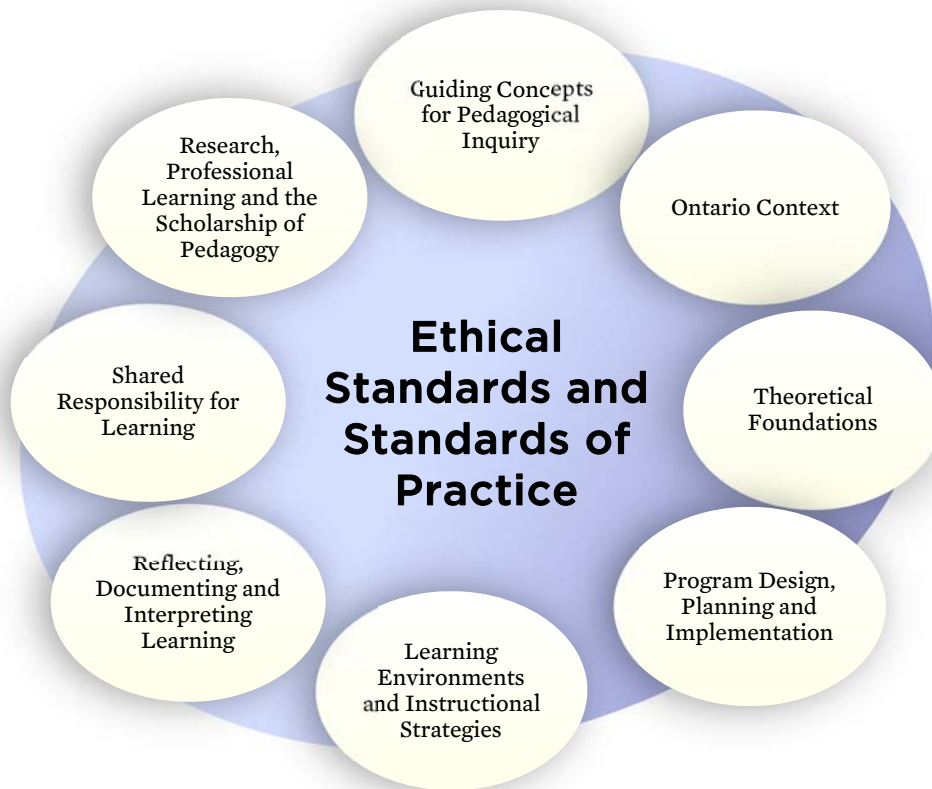 Guiding Concepts
for Pedagogical
Inquiry
Ontario Context
Theoretical
Foundations
Program Design,
Planning and
Implementation
Learning
Environments
and Instructional
Strategies
Reflecting,
Documenting and
Interpreting
Learning
Shared
Responsibility for
Learning
Research,
Professional
Learning and the
Scholarship of
Pedagogy
Ethical
Standards and
Standards of
Practice